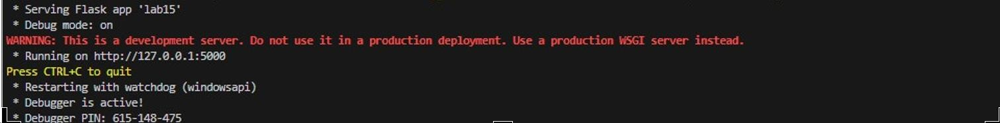 * Serving Flask app 'lab15'
* Debug mode: on
WARNING: This is a development server. Do not use it in a production deployment. Use a production WSGI server instead.
* Running on http://127.0.0.1:5000
Press CTRL+C to quit
* Restarting with watchdog (windowsapi)
* Debugger is active!
* Debugger PIN: 615-148-475